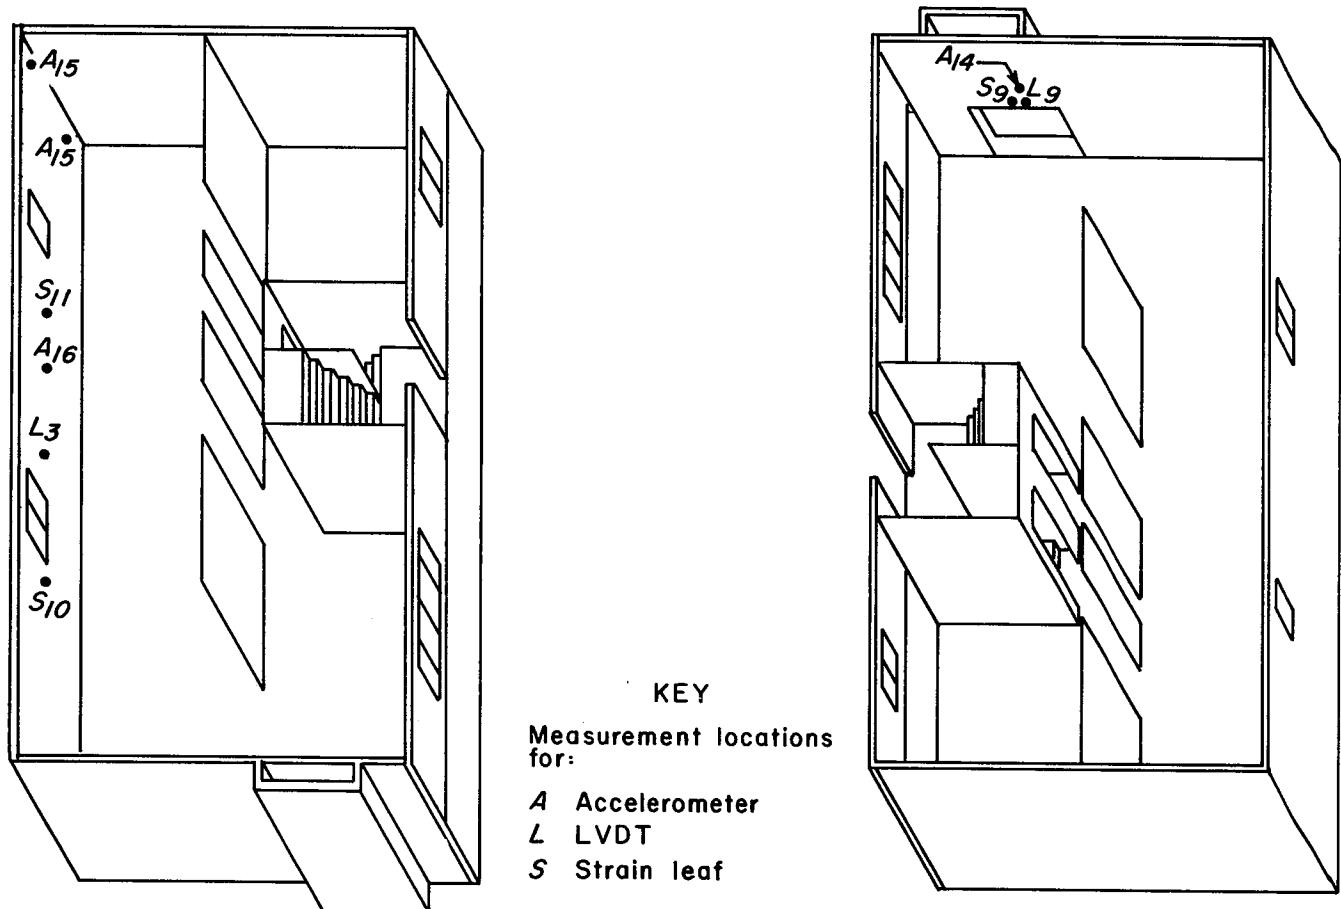 A15
A15
S11
A16
L3
S10
A14
S9 L9
KEY
Measurement locations
for:
A Accelerometer
L LVDT
S Strain leaf